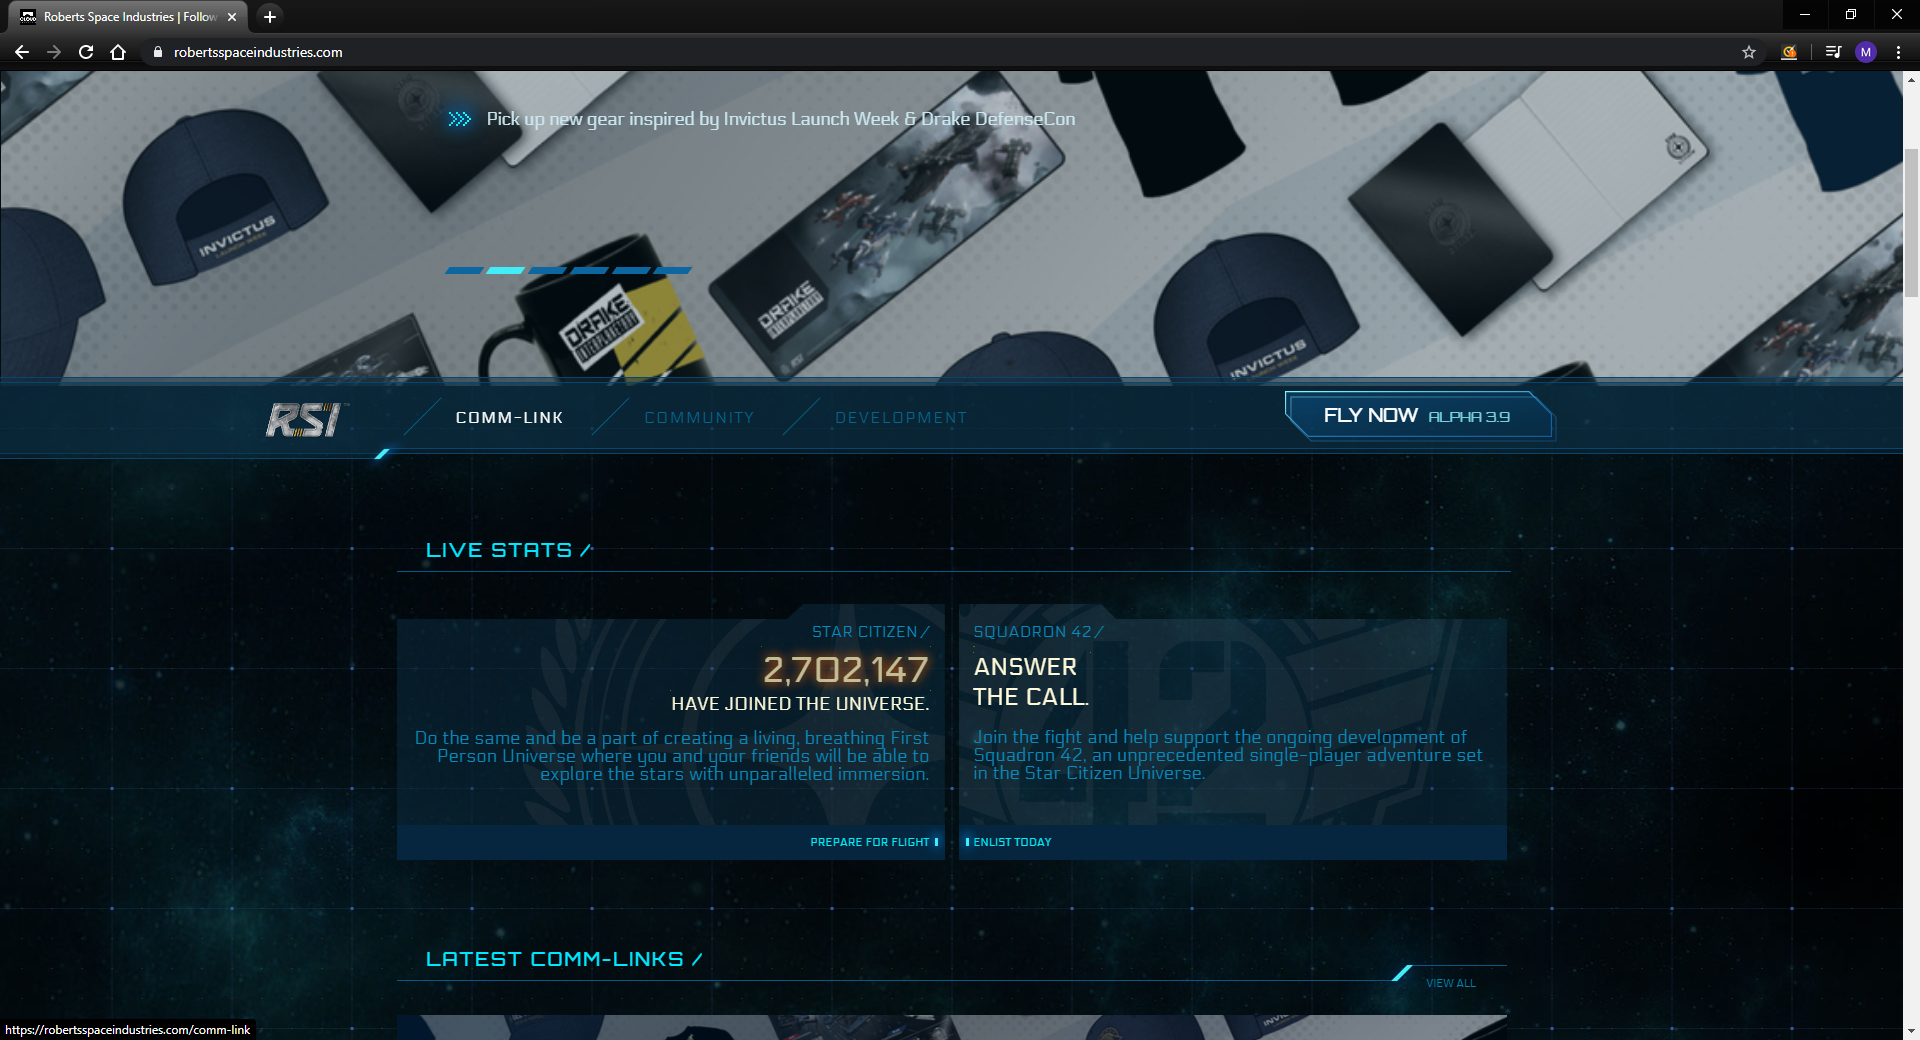 Roberts Space Industries | Follow
robertsspaceindustries.com
M
Pick up new gear inspired by Invictus Launch Week & Drake DefenseCon
INVICTUS
LAUNCH WEEK
DRAKE
INTERPLANETARY
DRAKE
INTERPLANETARY
RSI
INVICTUS
RSI
COMM-LINK
COMMUNITY
DEVELOPMENT
FLY NOW ALPHA 3.9
LIVE STATS /
STAR CITIZEN /
2,702,147
HAVE JOINED THE UNIVERSE.
Do the same and be a part of creating a living, breathing First
Person Universe where you and your friends will be able to
explore the stars with unparalleled immersion.
PREPARE FOR FLIGHT
SQUADRON 42 /
ANSWER
THE CALL.
Join the fight and help support the ongoing development of
Squadron 42, an unprecedented single-player adventure set
in the Star Citizen Universe.
ENLIST TODAY
LATEST COMM-LINKS /
VIEW ALL
https://robertsspaceindustries.com/comm-link